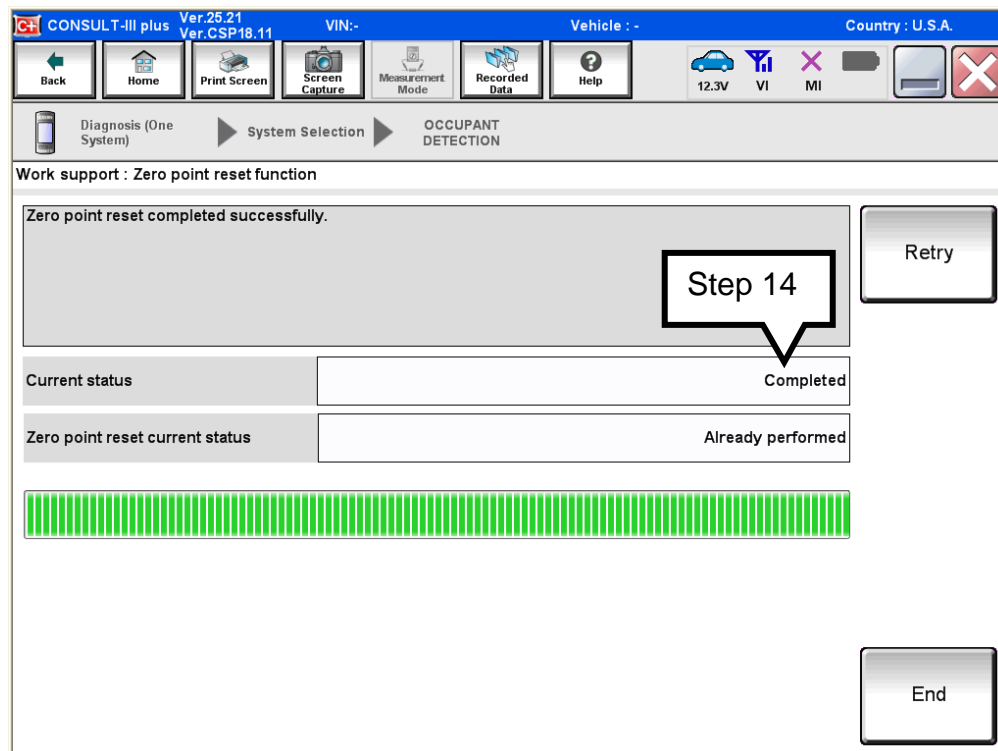 C+ CONSULT-III plus Ver.25.21 Ver.CSP18.11 VIN:- Vehicle : - Country : U.S.A.
Back Home Print Screen Screen Capture Measurement Mode Recorded Data Help 12.3V VI MI
Diagnosis (One System) System Selection OCCUPANT DETECTION
Work support : Zero point reset function
Zero point reset completed successfully.
Retry
Step 14
Current status Completed
Zero point reset current status Already performed
End